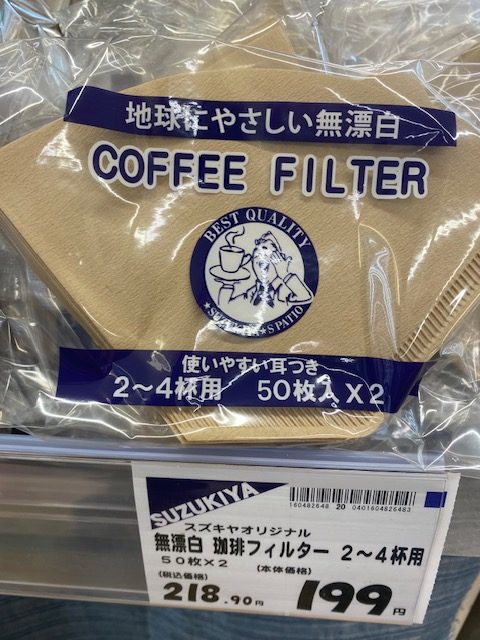 地球にやさしい無漂白
COFFEE FILTER
BEST QUALITY
S PATIO
使いやすい耳つき
2〜4杯用 50枚入X2
SUZUKIYA
160482648 20 0401604826483
スズキヤオリジナル
無漂白 珈琲フィルター 2〜4杯用
50枚×2 (本体価格)
(税込価格)
218.90円 199円